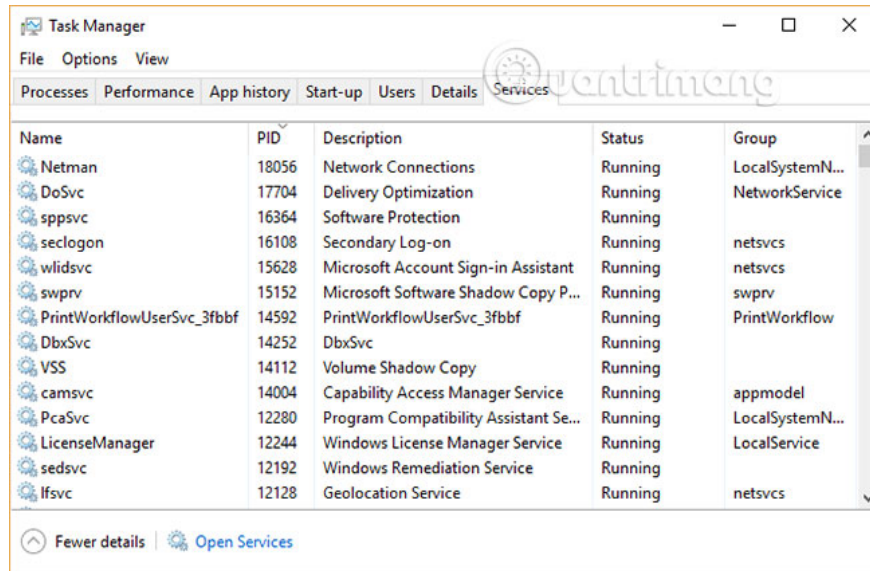 Task Manager
File Options View
uantrimang
Processes Performance App history Start-up Users Details Services
Name PID Description Status Group
Netman 18056 Network Connections Running LocalSystemN...
DoSvc 17704 Delivery Optimization Running NetworkService
sppsvc 16364 Software Protection Running
seclogon 16108 Secondary Log-on Running netsvcs
wlidsvc 15628 Microsoft Account Sign-in Assistant Running netsvcs
swprv 15152 Microsoft Software Shadow Copy P... Running swprv
PrintWorkflowUserSvc_3fbbf 14592 PrintWorkflowUserSvc_3fbbf Running PrintWorkflow
DbxSvc 14252 DbxSvc Running
VSS 14112 Volume Shadow Copy Running
camsvc 14004 Capability Access Manager Service Running appmodel
PcaSvc 12280 Program Compatibility Assistant Se... Running LocalSystemN...
LicenseManager 12244 Windows License Manager Service Running LocalService
sedsvc 12192 Windows Remediation Service Running
lfsvc 12128 Geolocation Service Running netsvcs
Fewer details Open Services